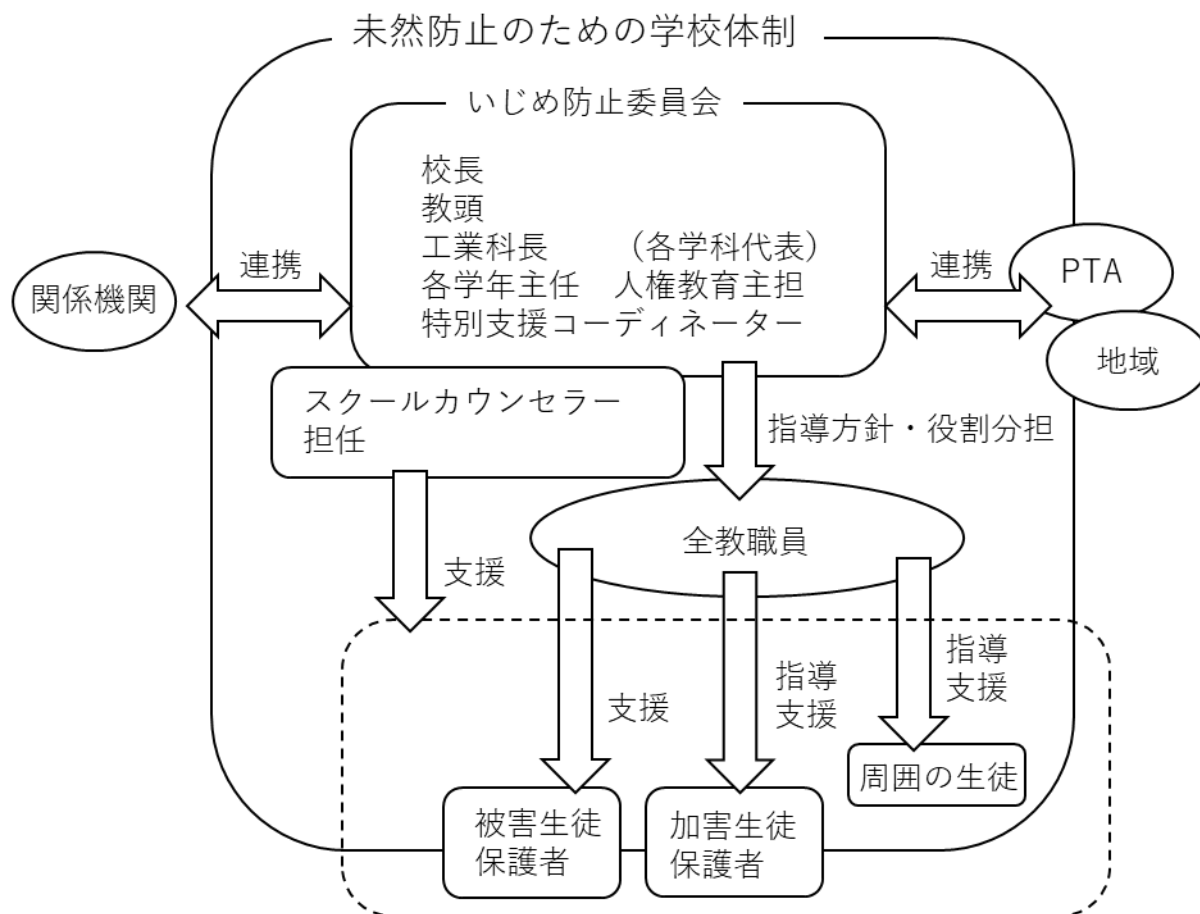 未然防止のための学校体制
いじめ防止委員会
校長
教頭
工業科長　　（各学科代表）
各学年主任　人権教育主担
特別支援コーディネーター
関係機関
連携
連携
PTA
地域
スクールカウンセラー
担任
指導方針・役割分担
全教職員
支援
支援
指導
支援
指導
支援
周囲の生徒
被害生徒
保護者
加害生徒
保護者